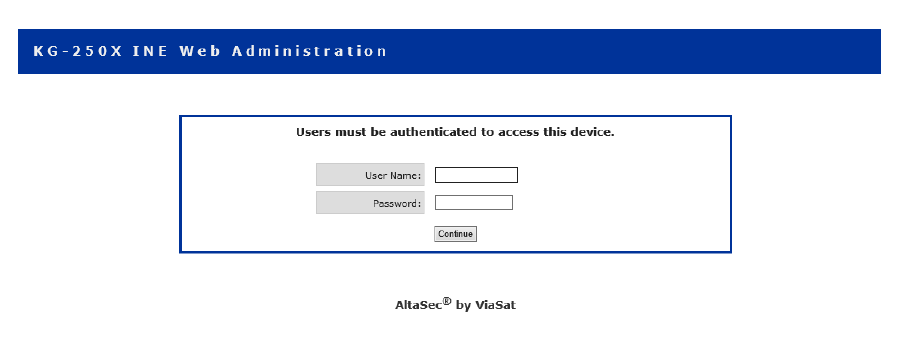 KG-250X INE Web Administration
Users must be authenticated to access this device.
User Name:
Password:
Continue
AltaSec® by ViaSat